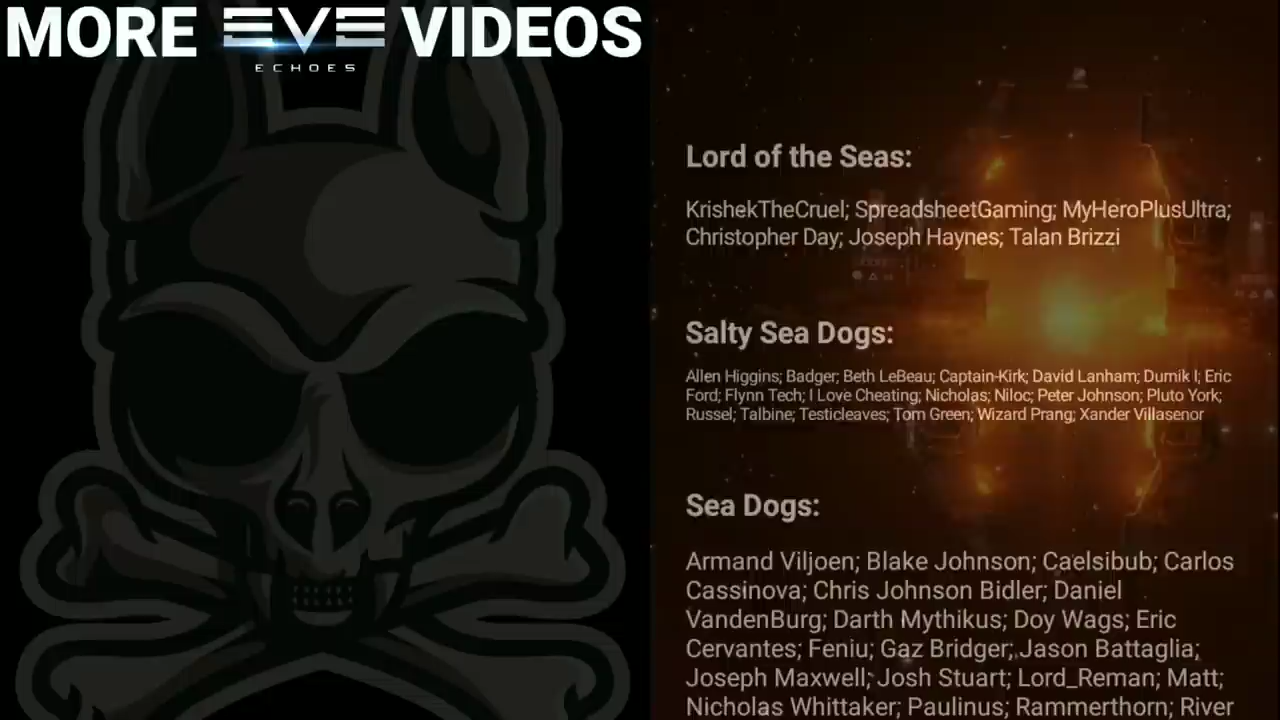 MORE EVE VIDEOS
ECHOES
Lord of the Seas:
KrishekTheCruel; SpreadsheetGaming; MyHeroPlusUltra;
Christopher Day; Joseph Haynes; Talan Brizzi
Salty Sea Dogs:
Allen Higgins; Badger; Beth LeBeau; Captain-Kirk; David Lanham; Dumik I; Eric
Ford; Flynn Tech; I Love Cheating; Nicholas; Niloc; Peter Johnson; Pluto York;
Russel; Talbine; Testicleaves; Tom Green; Wizard Prang; Xander Villasenor
Sea Dogs:
Armand Viljoen; Blake Johnson; Caelsibub; Carlos
Cassinova; Chris Johnson Bidler; Daniel
VandenBurg; Darth Mythikus; Doy Wags; Eric
Cervantes; Feniu; Gaz Bridger; Jason Battaglia;
Joseph Maxwell; Josh Stuart; Lord_Reman; Matt;
Nicholas Whittaker; Paulinus; Rammerthorn; River